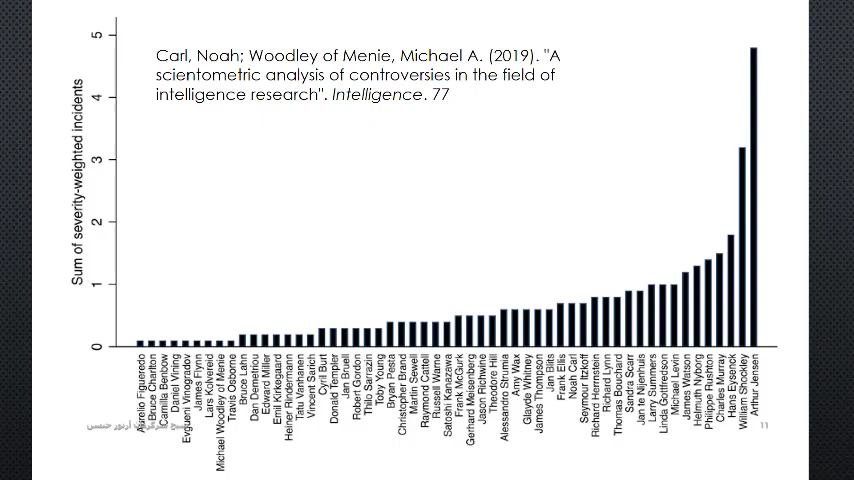 Carl, Noah; Woodley of Menie, Michael A. (2019). "A
scientometric analysis of controversies in the field of
intelligence research". Intelligence. 77
Sum of severity-weighted incidents
5
4
3
2
1
0
Aurelio Figueredo
Bruce Charlton
Camilla Benbow
Daniel Vining
Evgueni Vinogradov
James Flynn
Lars Kolvereid
Michael Woodley of Menie
Travis Osborne
Bruce Lahn
Dan Demetriou
Edward Miller
Emil Kirkegaard
Heiner Rindermann
Tatu Vanhanen
Vincent Sarich
Cyril Burt
Donald Templer
Jan Bruell
Robert Gordon
Thilo Sarrazin
Toby Young
Bryan Pesta
Christopher Brand
Martin Sewell
Raymond Cattell
Russell Warne
Satoshi Kanazawa
Frank McGurk
Gerhard Meisenberg
Jason Richwine
Theodore Hill
Alessandro Strumia
Amy Wax
Glayde Whitney
James Thompson
Jan Blits
Frank Ellis
Noah Carl
Seymour Itzkoff
Richard Herrnstein
Richard Lynn
Thomas Bouchard
Sandra Scarr
Jan te Nijenhuis
Larry Summers
Linda Gottfredson
Michael Levin
James Watson
Helmuth Nyborg
Philippe Rushton
Charles Murray
Hans Eysenck
William Shockley
Arthur Jensen
آرتور جنسن
۱۱